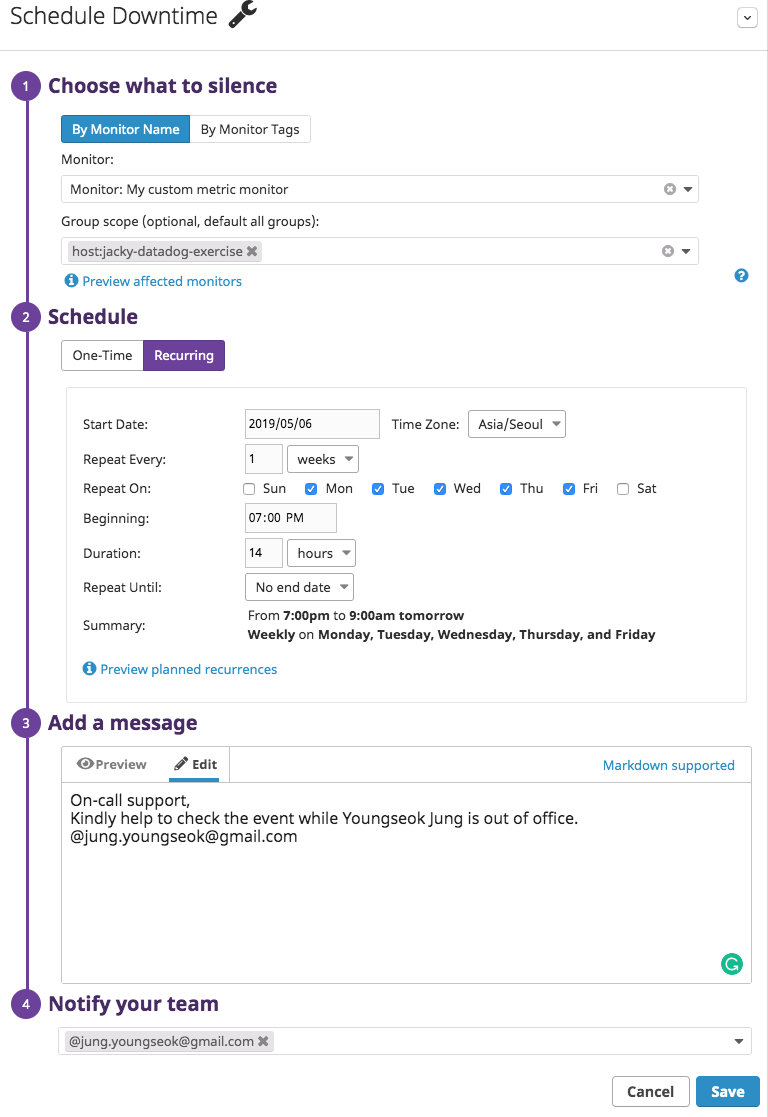 Schedule Downtime
1 Choose what to silence
By Monitor Name By Monitor Tags
Monitor:
Monitor: My custom metric monitor
Group scope (optional, default all groups):
host:jacky-datadog-exercise
Preview affected monitors
2 Schedule
One-Time Recurring
Start Date: 2019/05/06 Time Zone: Asia/Seoul
Repeat Every: 1 weeks
Repeat On: Sun Mon Tue Wed Thu Fri Sat
Beginning: 07:00 PM
Duration: 14 hours
Repeat Until: No end date
Summary: From 7:00pm to 9:00am tomorrow
Weekly on Monday, Tuesday, Wednesday, Thursday, and Friday
Preview planned recurrences
3 Add a message
Preview Edit Markdown supported
On-call support,
Kindly help to check the event while Youngseok Jung is out of office.
@jung.youngseok@gmail.com
4 Notify your team
@jung.youngseok@gmail.com
Cancel Save